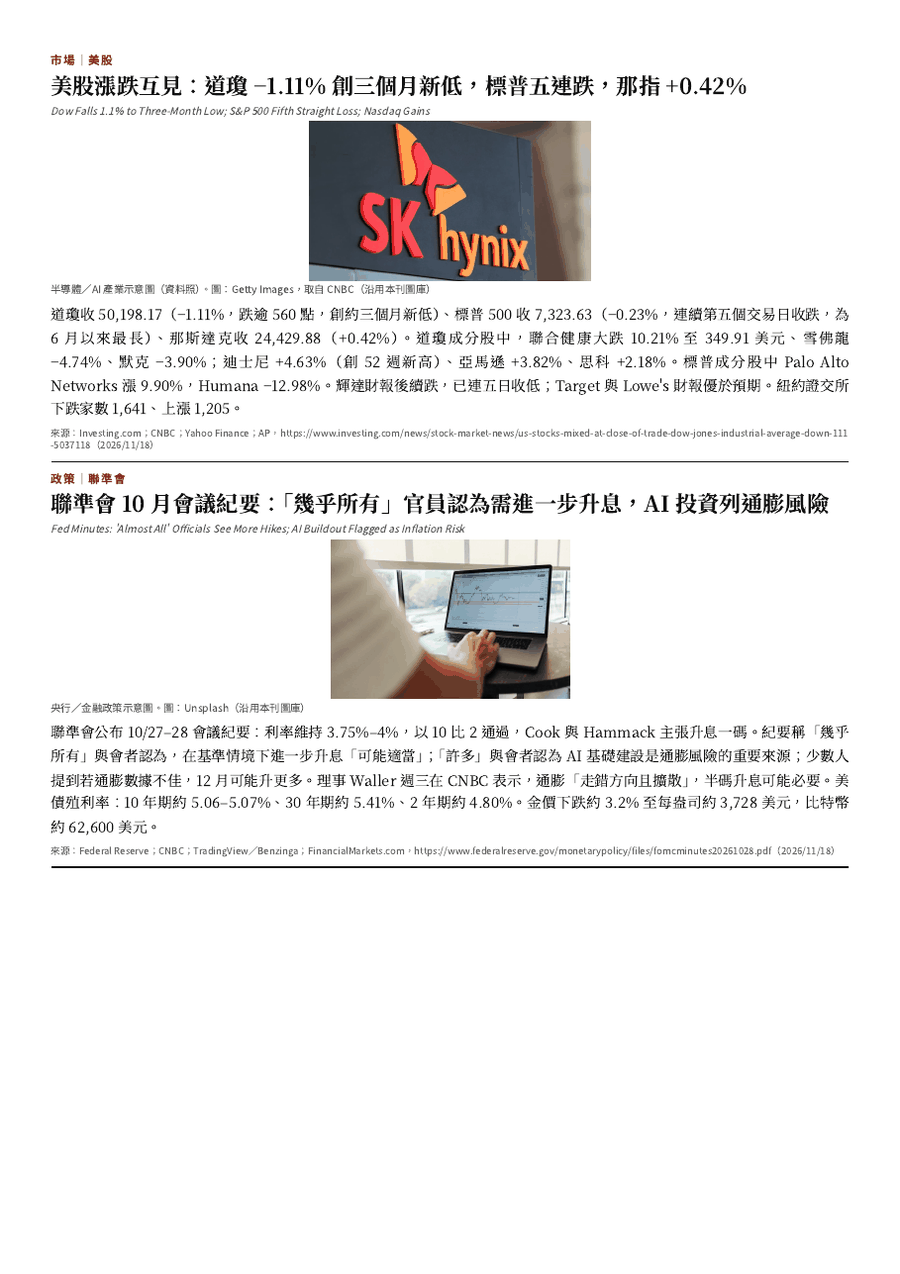 市場｜美股
美股漲跌互見：道瓊 −1.11% 創三個月新低，標普五連跌，那指 +0.42%
Dow Falls 1.1% to Three-Month Low; S&P 500 Fifth Straight Loss; Nasdaq Gains
SK hynix
半導體／AI 產業示意圖（資料照）。圖：Getty Images，取自 CNBC（沿用本刊圖庫）
道瓊收 50,198.17（−1.11%，跌逾 560 點，創約三個月新低）、標普 500 收 7,323.63（−0.23%，連續第五個交易日收跌，為
6 月以來最長）、那斯達克收 24,429.88（+0.42%）。道瓊成分股中，聯合健康大跌 10.21% 至 349.91 美元、雪佛龍
−4.74%、默克 −3.90%；迪士尼 +4.63%（創 52 週新高）、亞馬遜 +3.82%、思科 +2.18%。標普成分股中 Palo Alto
Networks 漲 9.90%，Humana −12.98%。輝達財報後續跌，已連五日收低；Target 與 Lowe's 財報優於預期。紐約證交所
下跌家數 1,641、上漲 1,205。
來源：Investing.com；CNBC；Yahoo Finance；AP，https://www.investing.com/news/stock-market-news/us-stocks-mixed-at-close-of-trade-dow-jones-industrial-average-down-111
-5037118（2026/11/18）
政策｜聯準會
聯準會 10 月會議紀要：「幾乎所有」官員認為需進一步升息，AI 投資列通膨風險
Fed Minutes: 'Almost All' Officials See More Hikes; AI Buildout Flagged as Inflation Risk
央行／金融政策示意圖。圖：Unsplash（沿用本刊圖庫）
聯準會公布 10/27–28 會議紀要：利率維持 3.75%–4%，以 10 比 2 通過，Cook 與 Hammack 主張升息一碼。紀要稱「幾乎
所有」與會者認為，在基準情境下進一步升息「可能適當」；「許多」與會者認為 AI 基礎建設是通膨風險的重要來源；少數人
提到若通膨數據不佳，12 月可能升更多。理事 Waller 週三在 CNBC 表示，通膨「走錯方向且擴散」，半碼升息可能必要。美
債殖利率：10 年期約 5.06–5.07%、30 年期約 5.41%、2 年期約 4.80%。金價下跌約 3.2% 至每盎司約 3,728 美元，比特幣
約 62,600 美元。
來源：Federal Reserve；CNBC；TradingView／Benzinga；FinancialMarkets.com，https://www.federalreserve.gov/monetarypolicy/files/fomcminutes20261028.pdf（2026/11/18）